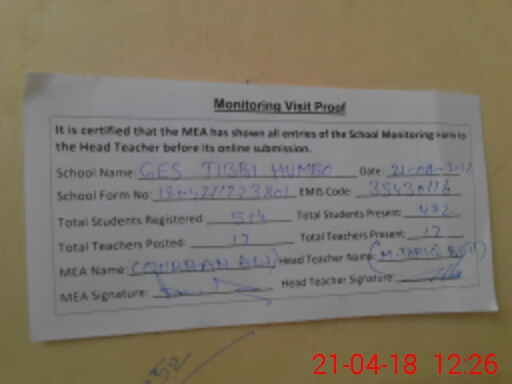 Monitoring Visit Proof
It is certified that the MEA has shown all entries of the School Monitoring Form to
the Head Teacher before its online submission.
School Name: GES TIBBI HUMBO Date: 21-04-
School Form No: EMIS Code:
Total Students Registered: 514 Total Students Present: 492
Total Teachers Posted: 17 Total Teachers Present: 17
MEA Name: (QURBAN ALI) Head Teacher Name: (M. TARIQ
MEA Signature: Head Teacher Signature:
21-04-18 12:26